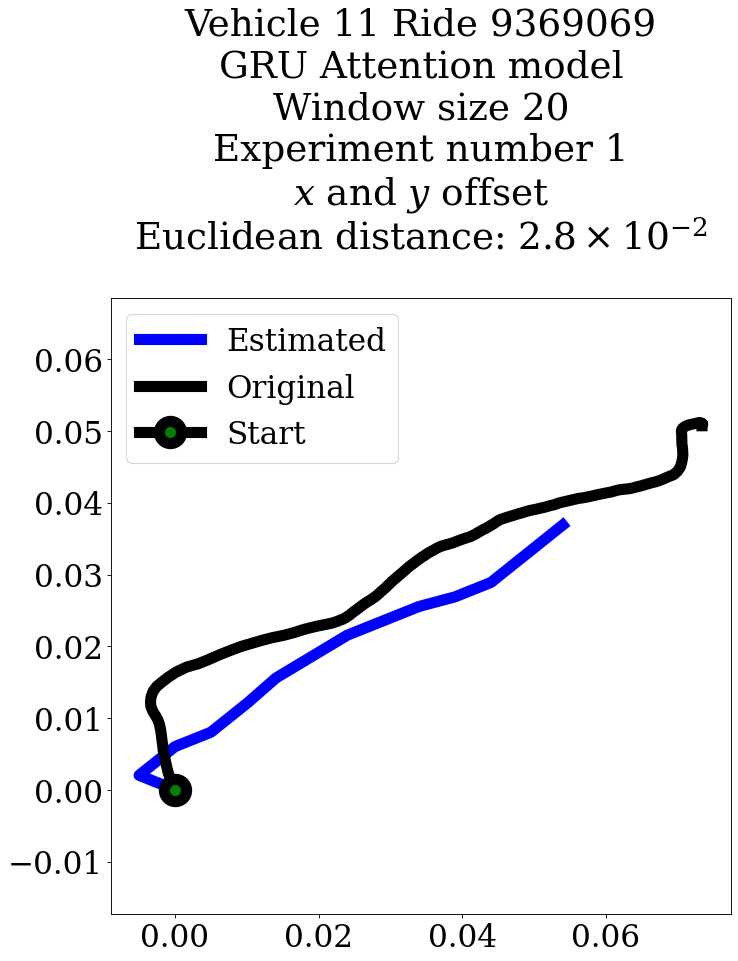 Vehicle 11 Ride 9369069
GRU Attention model
Window size 20
Experiment number 1
x and y offset
Euclidean distance: 2.8 × 10⁻²
Estimated
Original
Start
0.06
0.05
0.04
0.03
0.02
0.01
0.00
−0.01
0.00 0.02 0.04 0.06